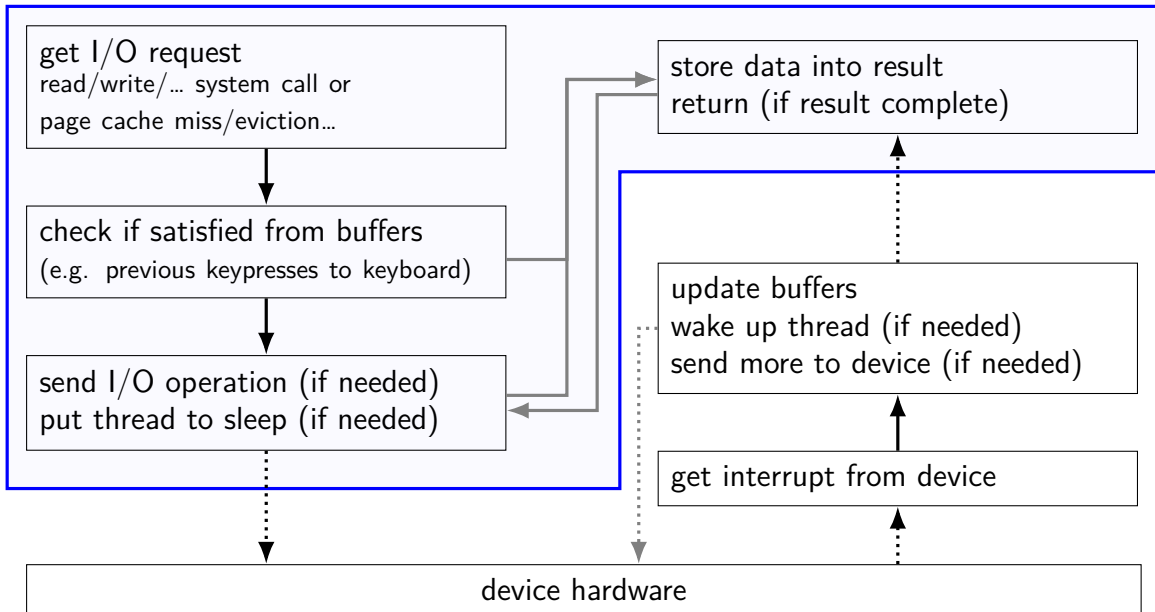 get I/O request
read/write/… system call or
page cache miss/eviction…
check if satisfied from buffers
(e.g. previous keypresses to keyboard)
send I/O operation (if needed)
put thread to sleep (if needed)
store data into result
return (if result complete)
update buffers
wake up thread (if needed)
send more to device (if needed)
get interrupt from device
device hardware